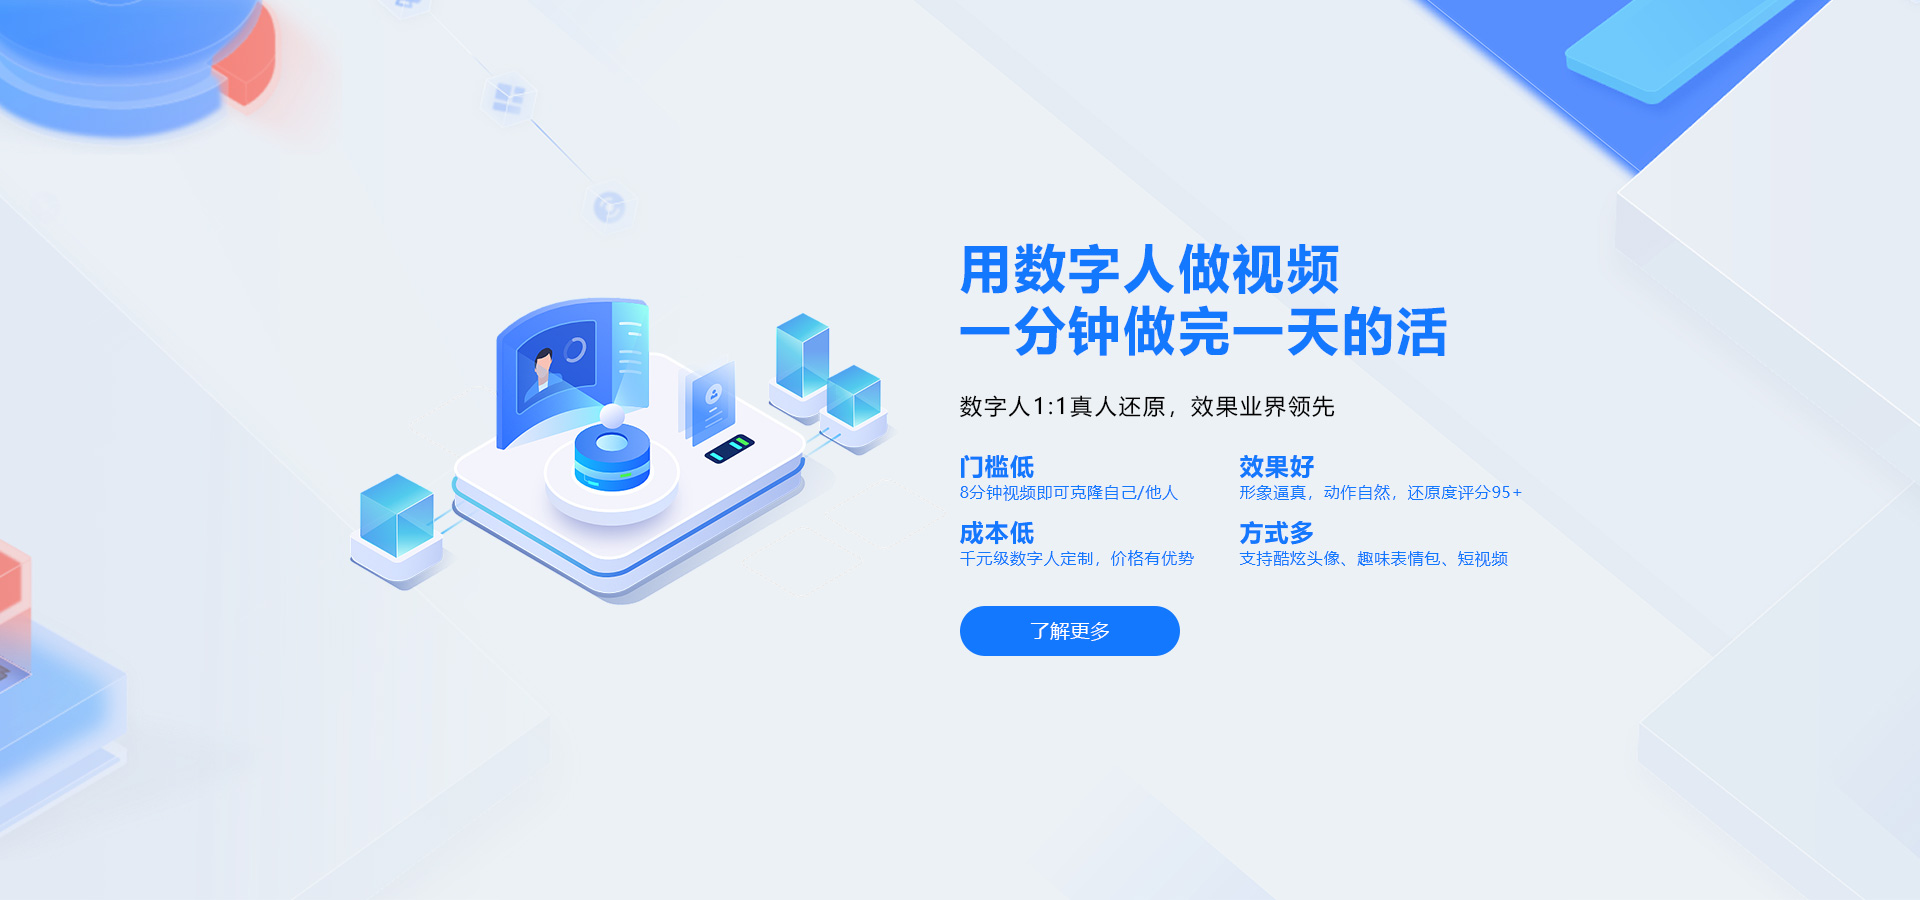 用数字人做视频
一分钟做完一天的活
数字人1:1真人还原，效果业界领先
门槛低
8分钟视频即可克隆自己/他人
效果好
形象逼真，动作自然，还原度评分95+
成本低
千元级数字人定制，价格有优势
方式多
支持酷炫头像、趣味表情包、短视频
了解更多